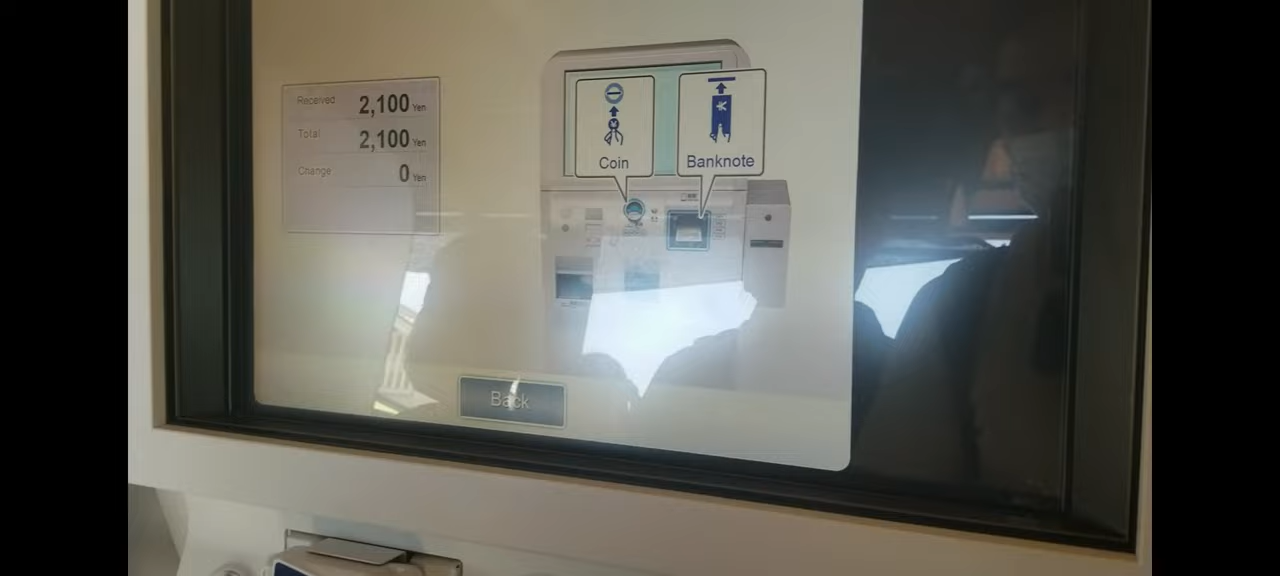 Received 2,100 Yen
Total 2,100 Yen
Change 0 Yen
Coin
Banknote
Back